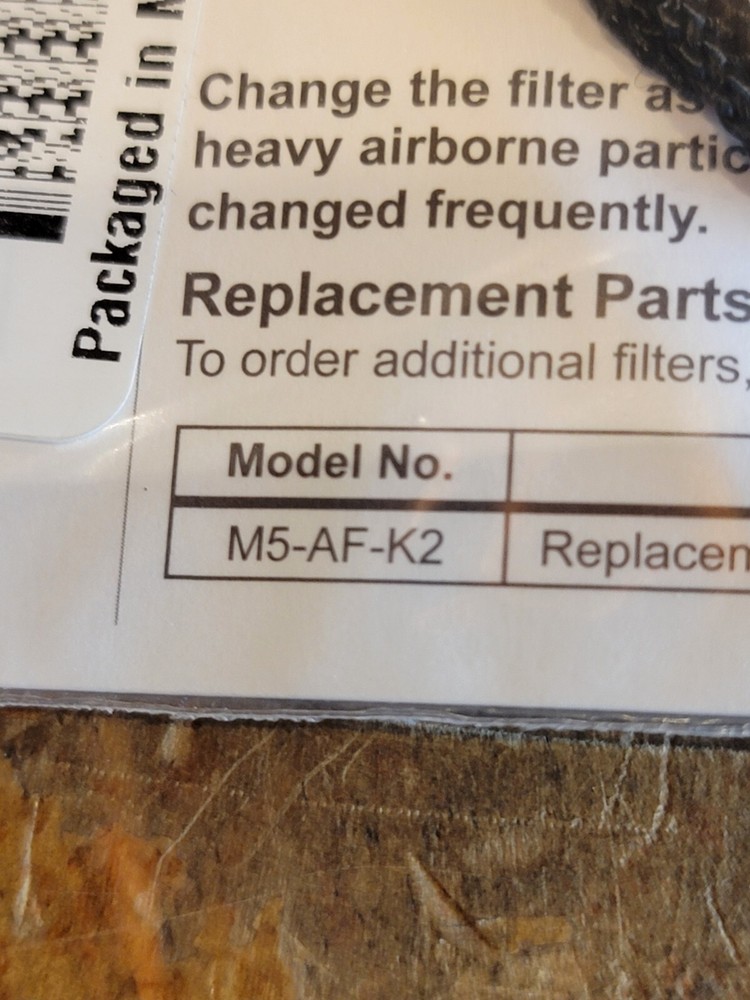 Packaged in
Change the filter as
heavy airborne partic
changed frequently.
Replacement Parts
To order additional filters,
Model No.
M5-AF-K2 Replacen